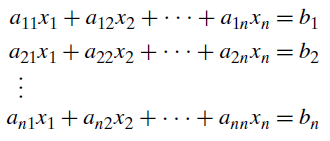 a₁₁x₁ + a₁₂x₂ + · · · + a₁ₙxₙ = b₁
a₂₁x₁ + a₂₂x₂ + · · · + a₂ₙxₙ = b₂
⋮
aₙ₁x₁ + aₙ₂x₂ + · · · + aₙₙxₙ = bₙ